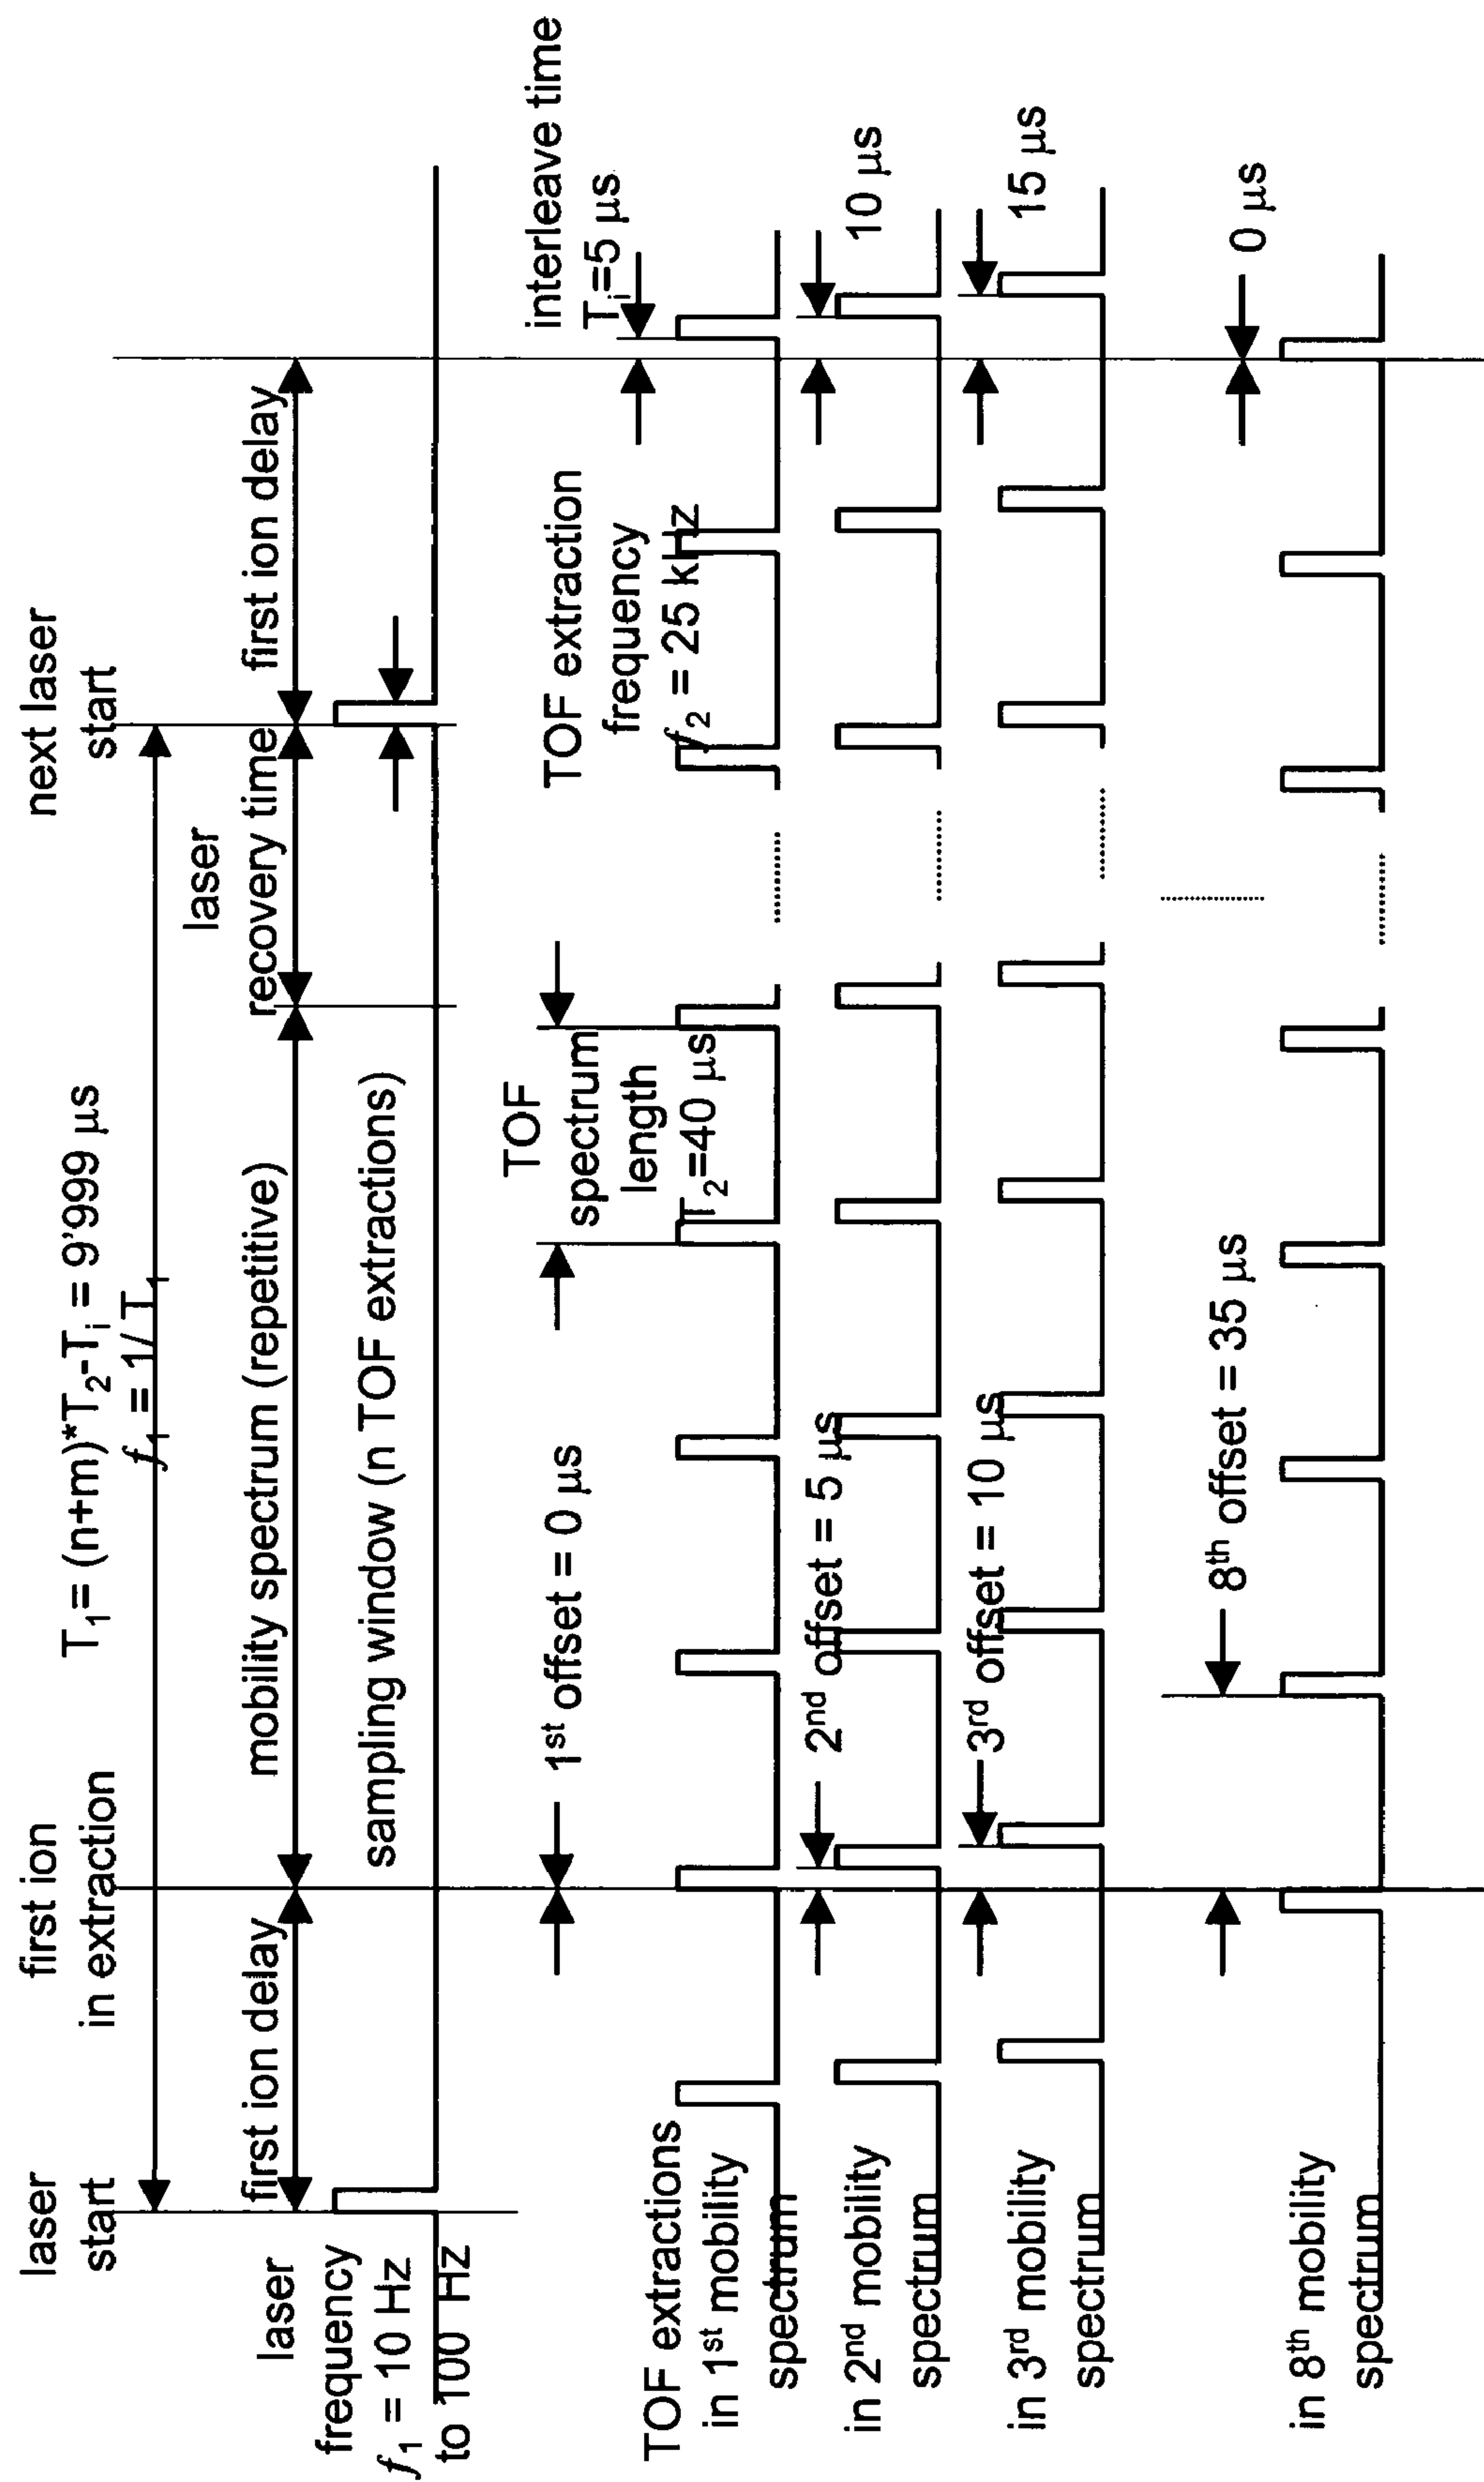 laser
start
first ion
in extraction
next laser
start
T₁= (n+m)*T₂-Tᵢ = 9'999 µs
f₁ = 1/ T₁
first ion delay
mobility spectrum (repetitive)
laser
recovery time
first ion delay
laser
frequency
f₁ = 10 Hz
to 100 Hz
sampling window (n TOF extractions)
1st offset = 0 µs
TOF
spectrum
length
T₂=40 µs
TOF extraction
frequency
f₂ = 25 kHz
interleave time
Tᵢ=5 µs
TOF extractions
in 1st mobility
spectrum
2nd offset = 5 µs
10 µs
in 2nd mobility
spectrum
3rd offset = 10 µs
15 µs
in 3rd mobility
spectrum
8th offset = 35 µs
0 µs
in 8th mobility
spectrum